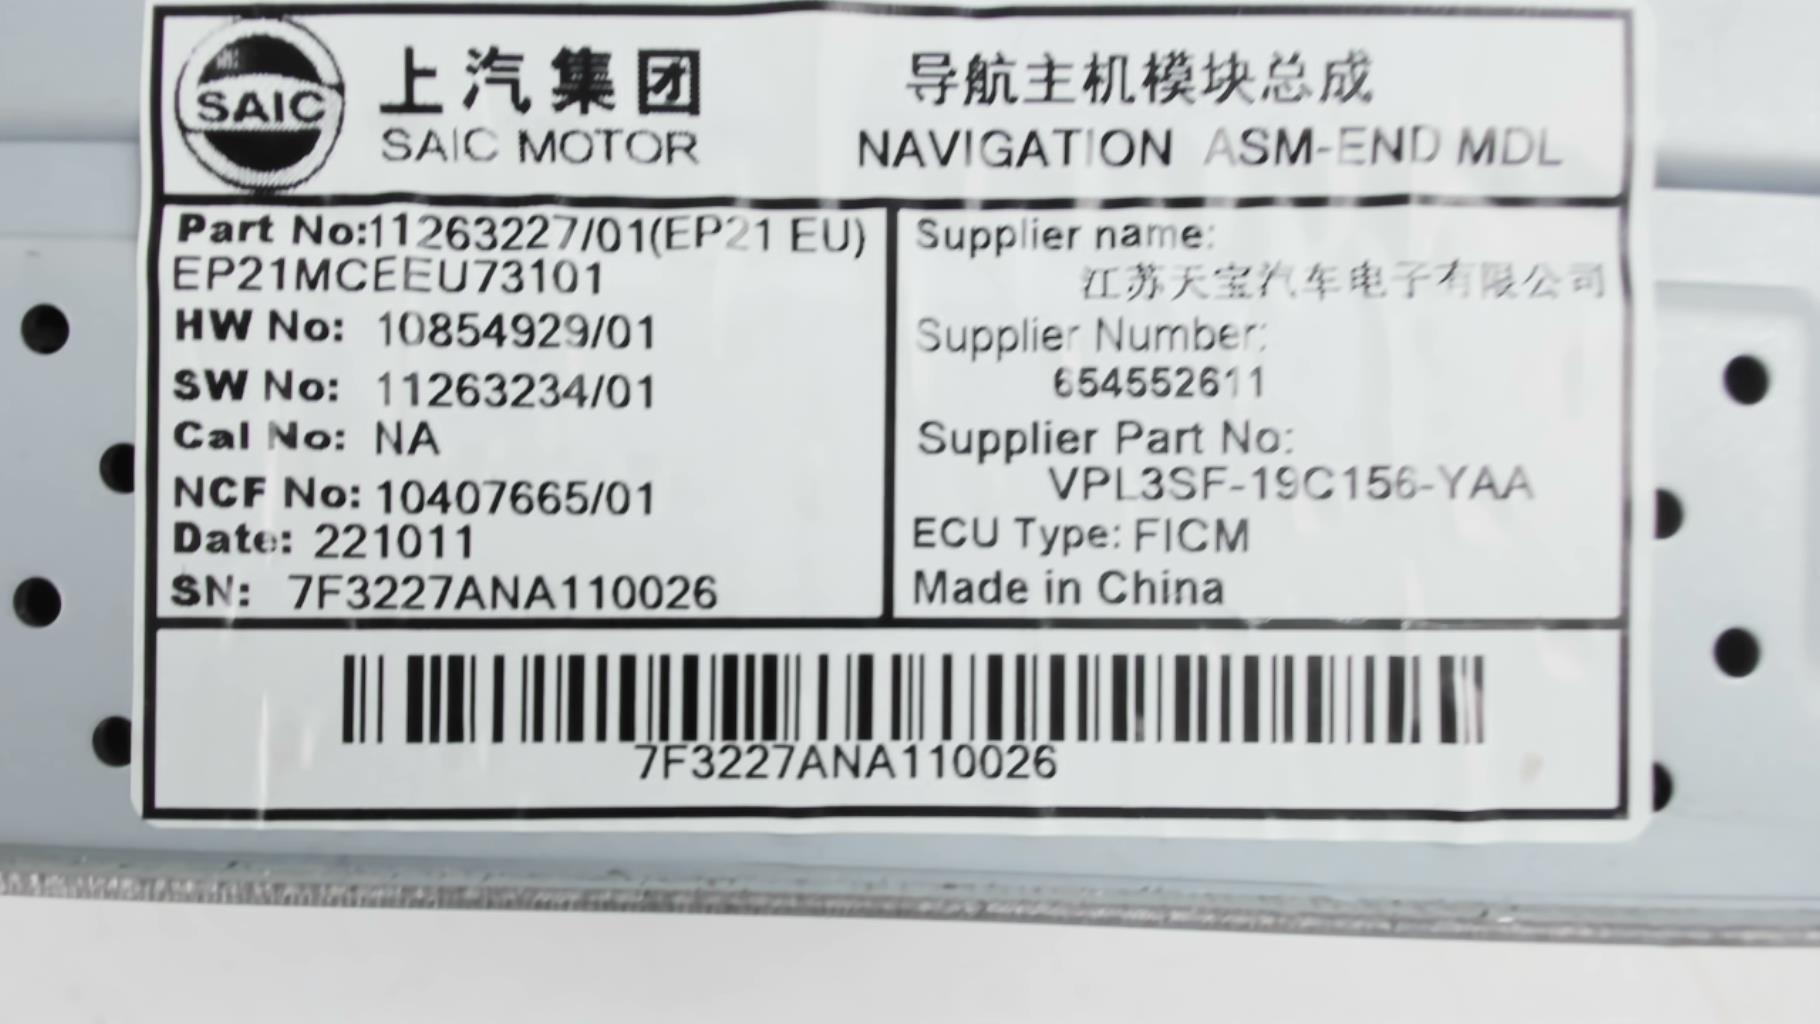 SAIC
上汽集团
SAIC MOTOR
导航主机模块总成
NAVIGATION ASM-END MDL
Part No:11263227/01(EP21 EU)
EP21MCEEU73101
HW No: 10854929/01
SW No: 11263234/01
Cal No: NA
NCF No: 10407665/01
Date: 221011
SN: 7F3227ANA110026
Supplier name:
江苏天宝汽车电子有限公司
Supplier Number:
654552611
Supplier Part No:
VPL3SF-19C156-YAA
ECU Type: FICM
Made in China
7F3227ANA110026